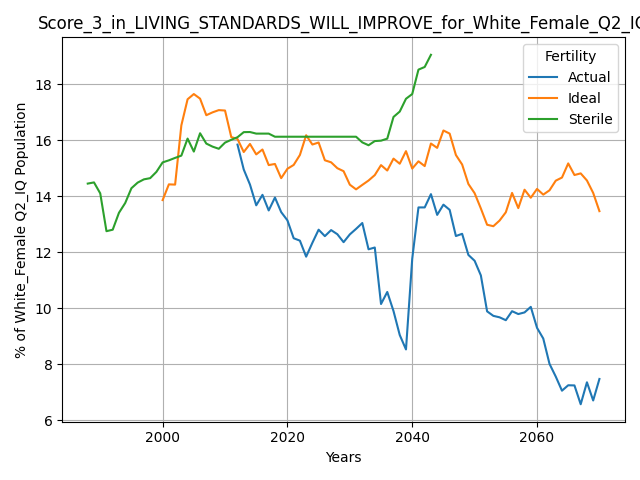 Score_3_in_LIVING_STANDARDS_WILL_IMPROVE_for_White_Female_Q2_IQ
Fertility
Actual
Ideal
Sterile
% of White_Female Q2_IQ Population
18
16
14
12
10
8
6
2000 2020 2040 2060
Years